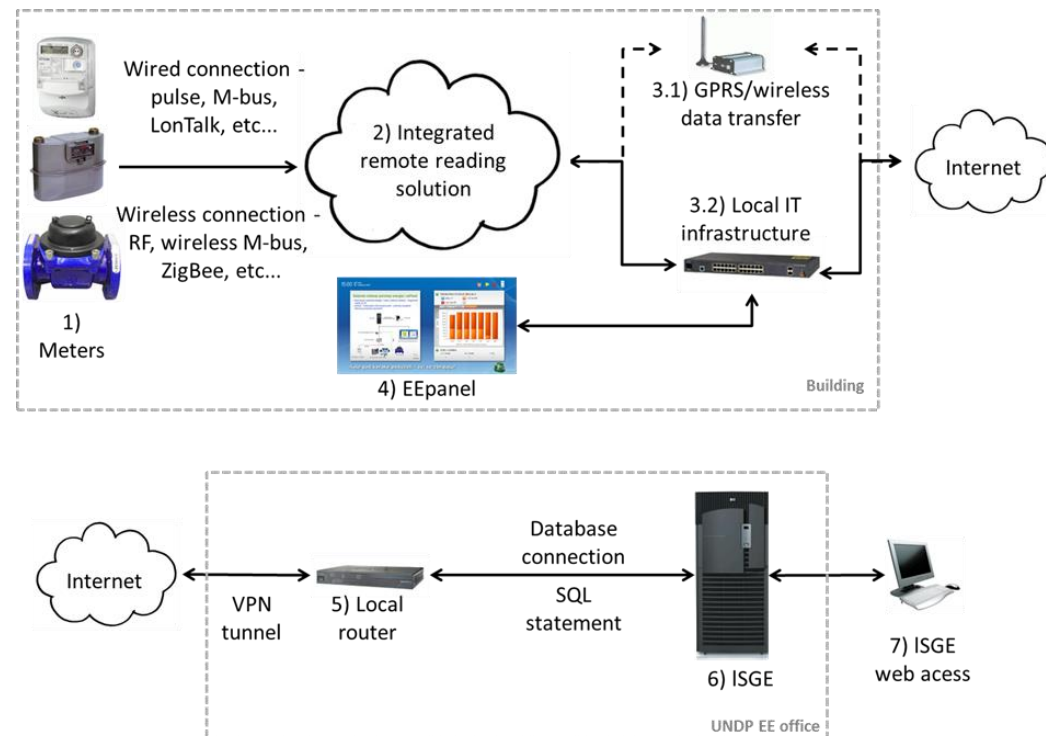 Wired connection -
pulse, M-bus,
LonTalk, etc...
Wireless connection -
RF, wireless M-bus,
ZigBee, etc...
1)
Meters
2) Integrated
remote reading
solution
3.1) GPRS/wireless
data transfer
3.2) Local IT
infrastructure
Internet
4) EEpanel
Building
Internet
VPN
tunnel
5) Local
router
Database
connection
SQL
statement
6) ISGE
7) ISGE
web acess
UNDP EE office